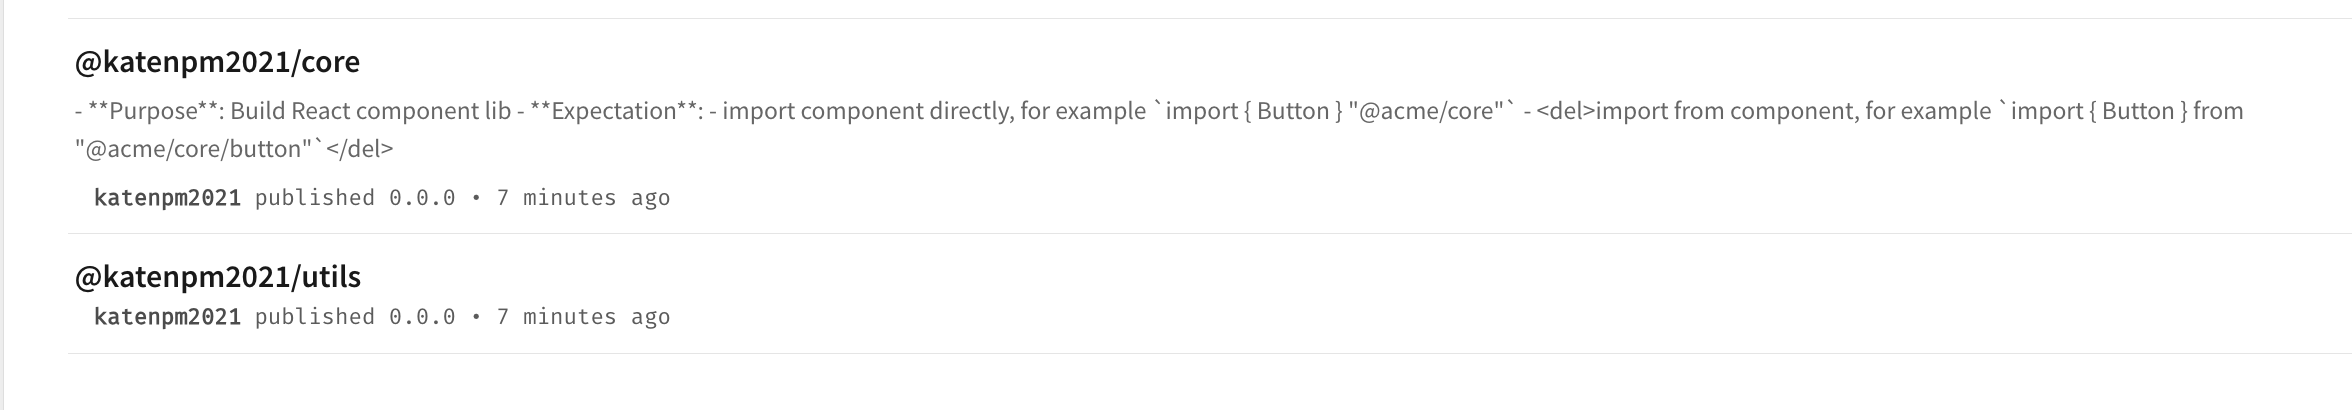 @katenpm2021/core
- **Purpose**: Build React component lib - **Expectation**: - import component directly, for example `import { Button } "@acme/core"` - <del>import from component, for example `import { Button } from
"@acme/core/button"`</del>
katenpm2021 published 0.0.0 • 7 minutes ago
@katenpm2021/utils
katenpm2021 published 0.0.0 • 7 minutes ago